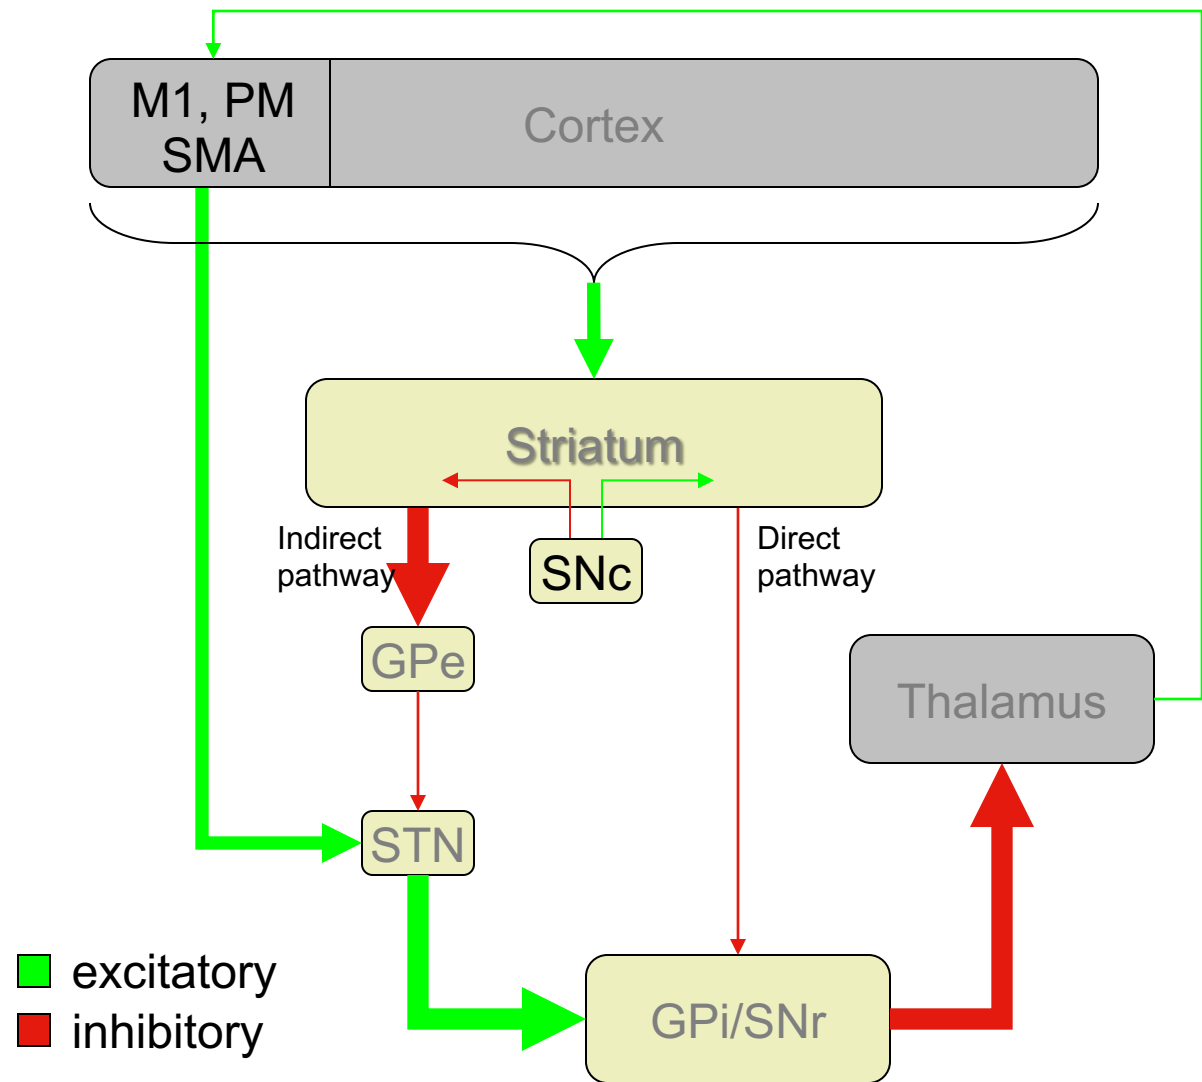 M1, PM
SMA
Cortex
Striatum
Indirect
pathway
SNc
Direct
pathway
GPe
Thalamus
STN
GPi/SNr
excitatory
inhibitory